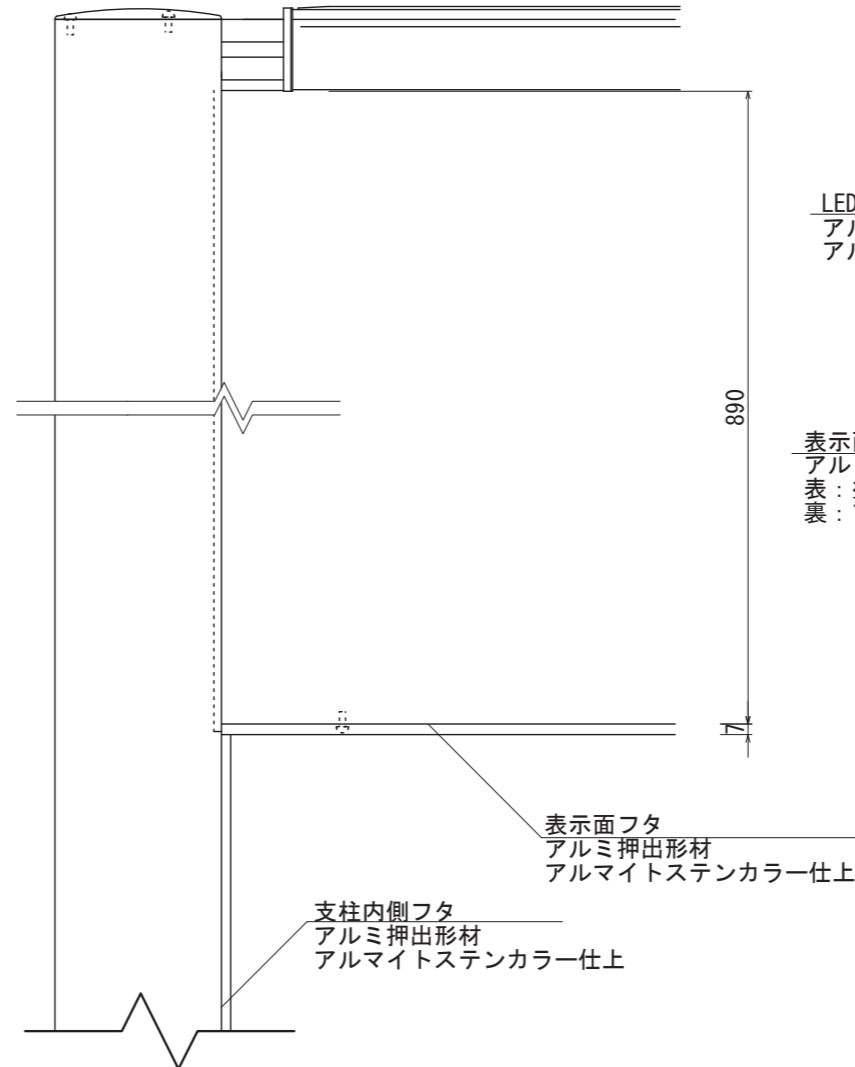 LED
アル
アル
890
表示面
アル
表：
裏：
7
表示面フタ
アルミ押出形材
アルマイトステンカラー仕上
支柱内側フタ
アルミ押出形材
アルマイトステンカラー仕上